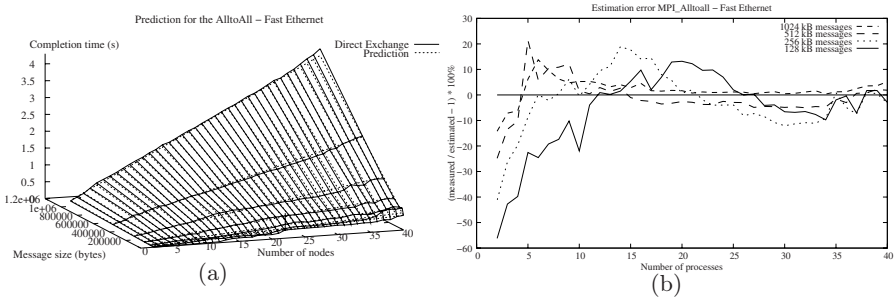 Prediction for the AlltoAll – Fast Ethernet
Completion time (s)
Direct Exchange
Prediction
4
3.5
3
2.5
2
1.5
1
0.5
0
1.2e+06
1e+06
800000
600000
400000
200000
Message size (bytes)
0
5
10
15
20
25
30
35
40
Number of nodes
(a)
Estimation error MPI_Alltoall – Fast Ethernet
1024 kB messages
512 kB messages
256 kB messages
128 kB messages
(measured / estimated − 1) * 100%
30
20
10
0
−10
−20
−30
−40
−50
−60
0
5
10
15
20
25
30
35
40
Number of processes
(b)